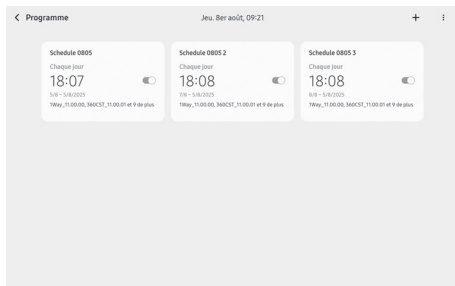 Programme
Jeu. 8er août, 09:21
Schedule 0805
Chaque jour
18:07
5/8 ~ 5/8/2025
1Way_11.00.00, 360CST_11.00.01 et 9 de plus
Schedule 0805 2
Chaque jour
18:08
7/8 ~ 5/8/2025
1Way_11.00.00, 360CST_11.00.01 et 9 de plus
Schedule 0805 3
Chaque jour
18:08
8/8 ~ 5/8/2025
1Way_11.00.00, 360CST_11.00.01 et 9 de plus